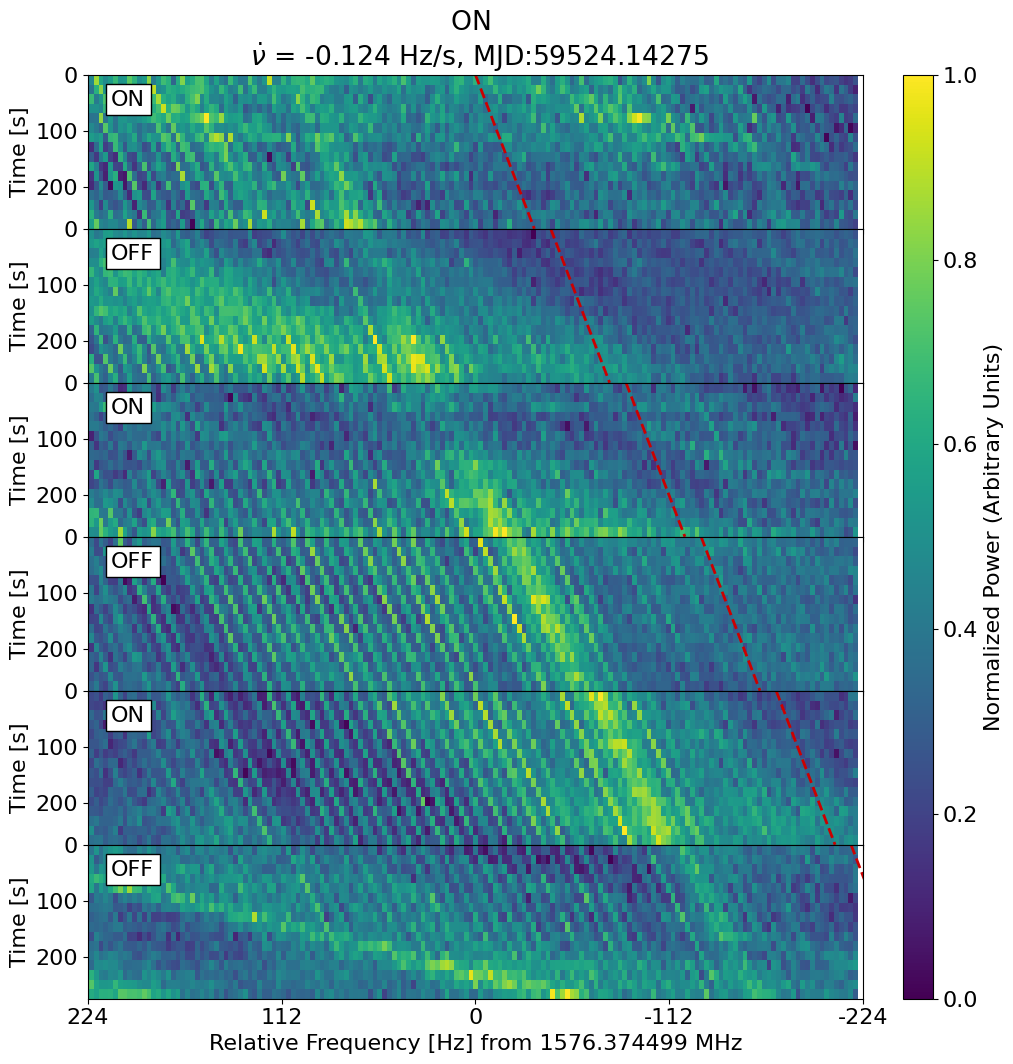 ON
ν̇ = -0.124 Hz/s, MJD:59524.14275
0
ON
100
200
Time [s]
0
OFF
100
200
Time [s]
0
ON
100
200
Time [s]
0
OFF
100
200
Time [s]
0
ON
100
200
Time [s]
0
OFF
100
200
Time [s]
224 112 0 -112 -224
Relative Frequency [Hz] from 1576.374499 MHz
1.0
0.8
0.6
0.4
0.2
0.0
Normalized Power (Arbitrary Units)